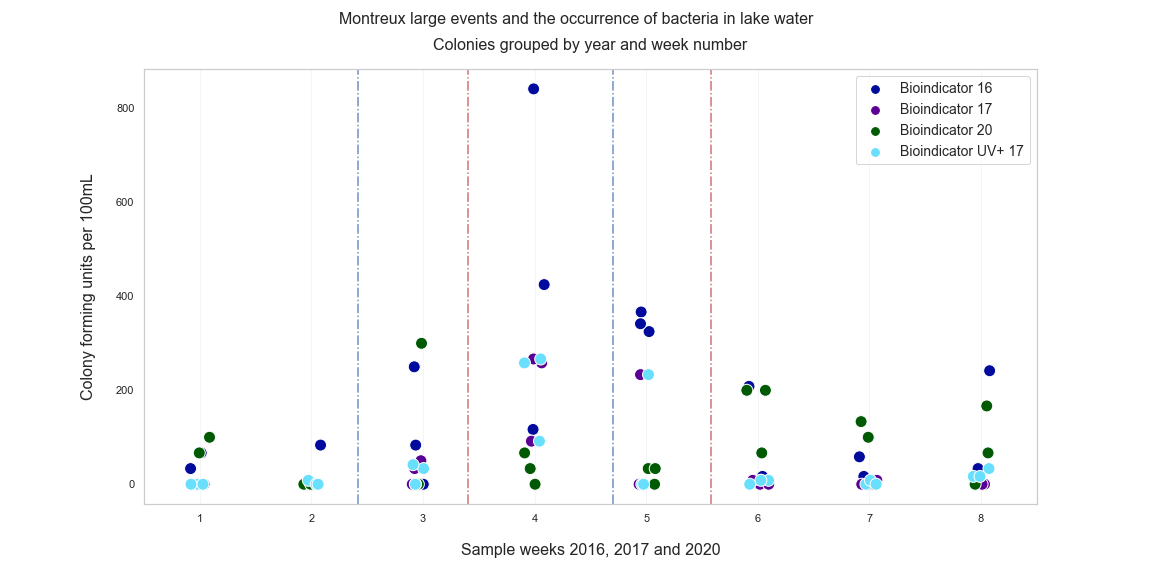 Montreux large events and the occurrence of bacteria in lake water
Colonies grouped by year and week number
Bioindicator 16
Bioindicator 17
Bioindicator 20
Bioindicator UV+ 17
Colony forming units per 100mL
800
600
400
200
0
1 2 3 4 5 6 7 8
Sample weeks 2016, 2017 and 2020